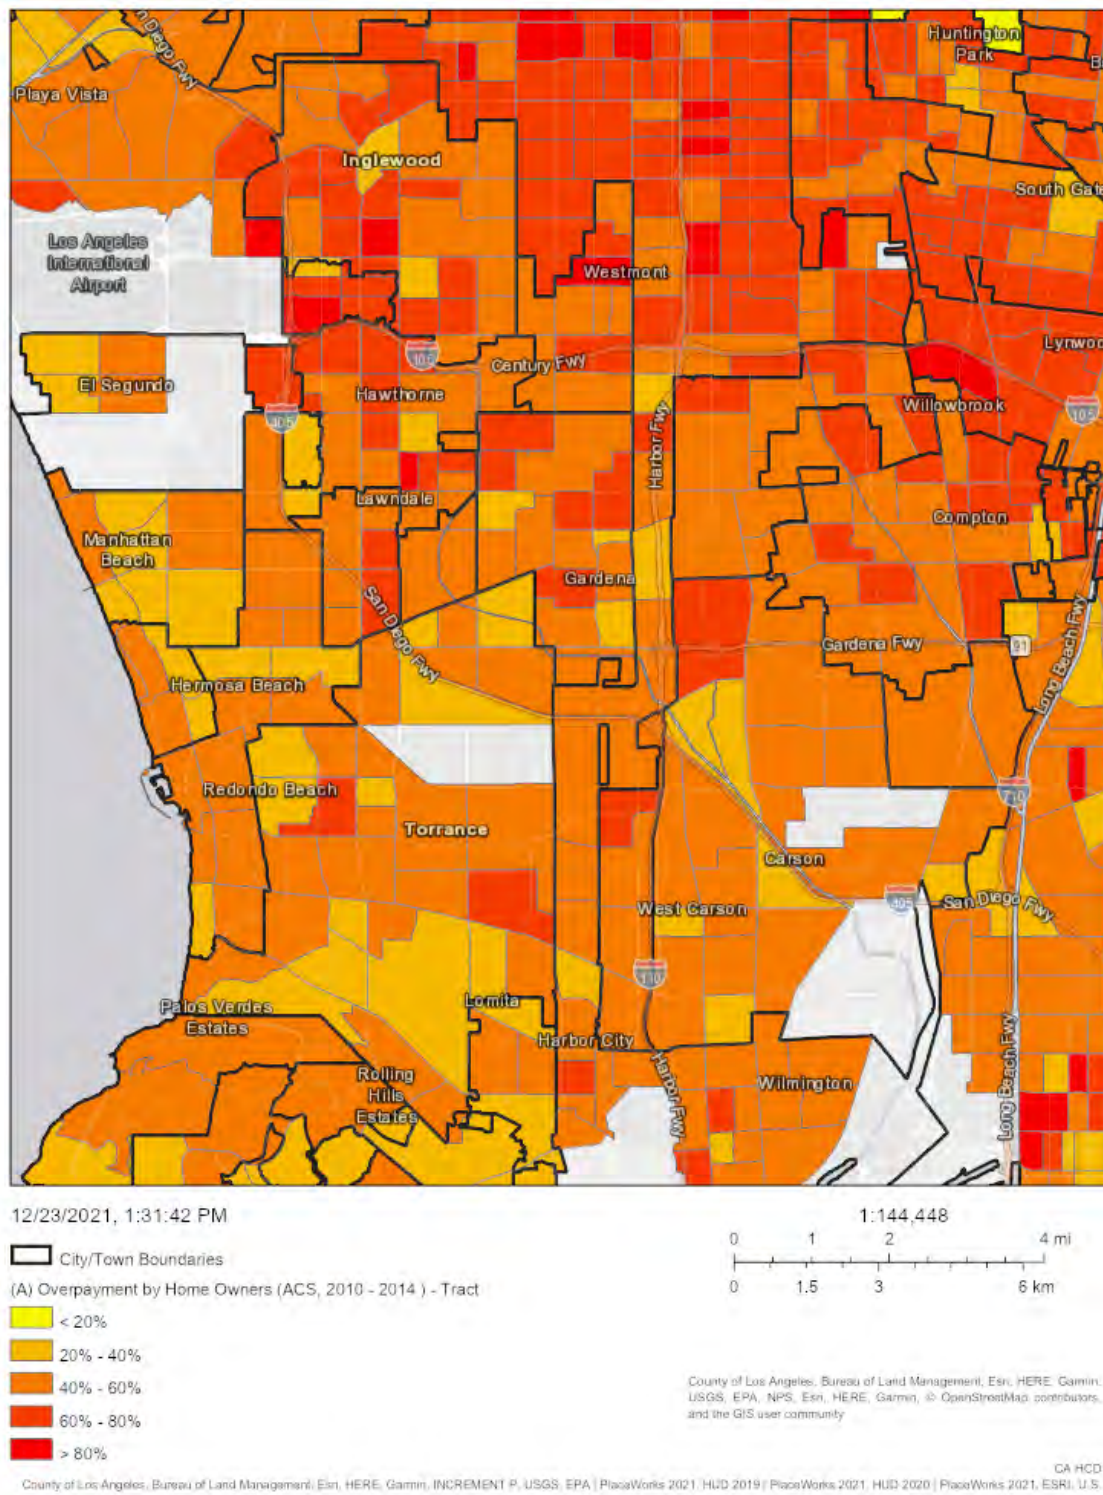 n Diego Fwy
Huntington
Park
B
Playa Vista
Inglewood
South Gate
Los Angeles
International
Airport
Westmont
105
Century Fwy
Lynwoo
El Segundo
Hawthorne
Willowbrook
405
105
Harbor Fwy
Lawndale
Compton
Manhattan
Beach
Gardena
San Diego Fwy
Gardena Fwy
91
Long Beach Fwy
Hermosa Beach
Redondo Beach
710
Torrance
Carson
West Carson
405
San Diego Fwy
110
Palos Verdes
Estates
Lomita
Harbor City
Rolling
Hills
Estates
Harbor Fwy
Wilmington
Long Beach Fwy
12/23/2021, 1:31:42 PM
1:144,448
0 1 2 4 mi
0 1.5 3 6 km
City/Town Boundaries
(A) Overpayment by Home Owners (ACS, 2010 - 2014 ) - Tract
< 20%
20% - 40%
40% - 60%
60% - 80%
> 80%
County of Los Angeles, Bureau of Land Management, Esri, HERE, Garmin,
USGS, EPA, NPS, Esri, HERE, Garmin, © OpenStreetMap contributors,
and the GIS user community
CA HCD
County of Los Angeles, Bureau of Land Management, Esri, HERE, Garmin, INCREMENT P, USGS, EPA | PlaceWorks 2021, HUD 2019 | PlaceWorks 2021, HUD 2020 | PlaceWorks 2021, ESRI, U.S.